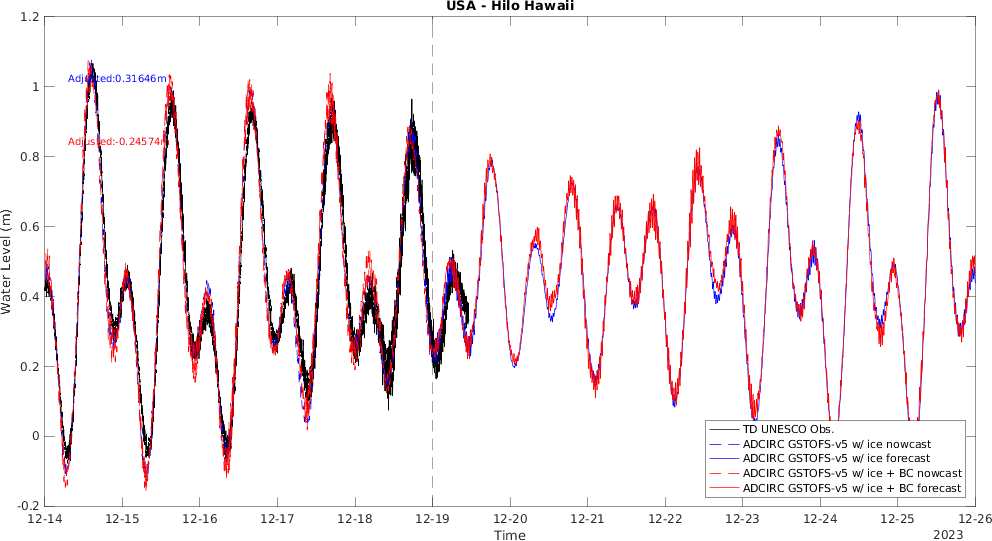 USA - Hilo Hawaii
1.2
1
0.8
0.6
0.4
0.2
0
-0.2
Water Level (m)
Adjusted:0.31646m
Adjusted:-0.24574m
TD UNESCO Obs.
ADCIRC GSTOFS-v5 w/ ice nowcast
ADCIRC GSTOFS-v5 w/ ice forecast
ADCIRC GSTOFS-v5 w/ ice + BC nowcast
ADCIRC GSTOFS-v5 w/ ice + BC forecast
12-14 12-15 12-16 12-17 12-18 12-19 12-20 12-21 12-22 12-23 12-24 12-25 12-26
Time
2023